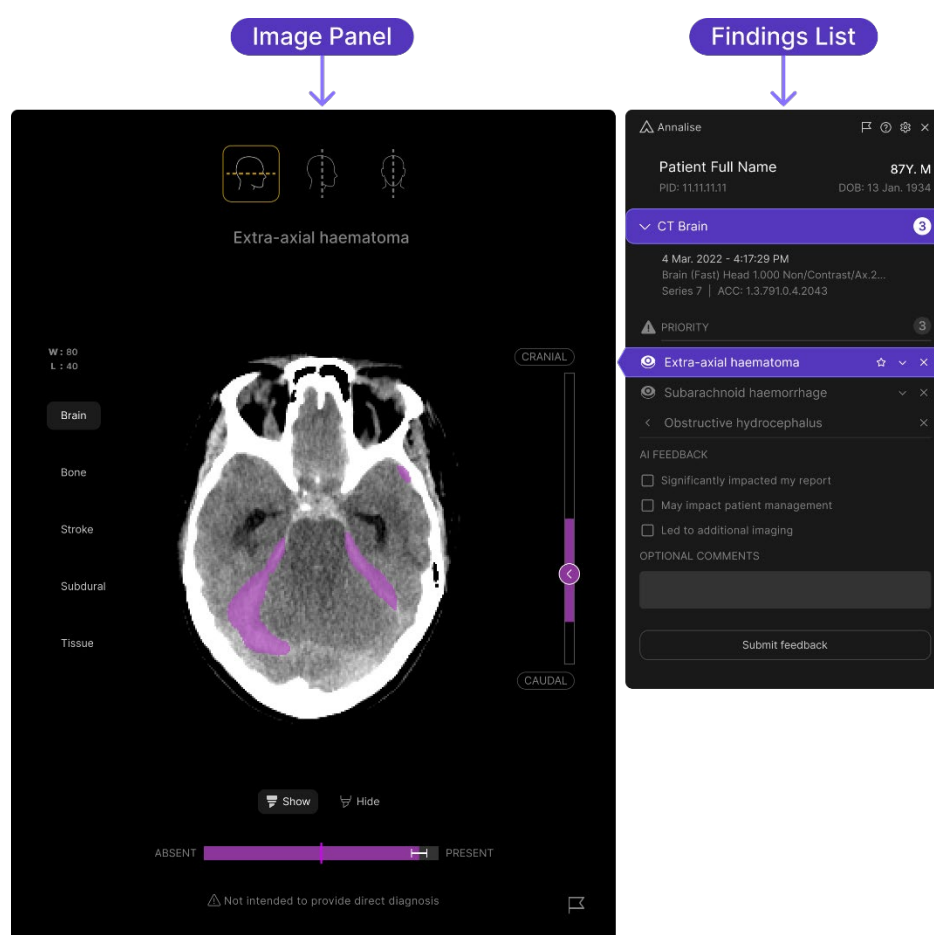 Image Panel
Findings List
Extra-axial haematoma
W : 80
L : 40
Brain
Bone
Stroke
Subdural
Tissue
CRANIAL
CAUDAL
Show
Hide
ABSENT
PRESENT
Not intended to provide direct diagnosis
Annalise
Patient Full Name 87Y. M
PID: 11.11.11.11 DOB: 13 Jan. 1934
CT Brain 3
4 Mar. 2022 - 4:17:29 PM
Brain (Fast) Head 1.000 Non/Contrast/Ax.2...
Series 7 | ACC: 1.3.791.0.4.2043
PRIORITY 3
Extra-axial haematoma
Subarachnoid haemorrhage
Obstructive hydrocephalus
AI FEEDBACK
Significantly impacted my report
May impact patient management
Led to additional imaging
OPTIONAL COMMENTS
Submit feedback